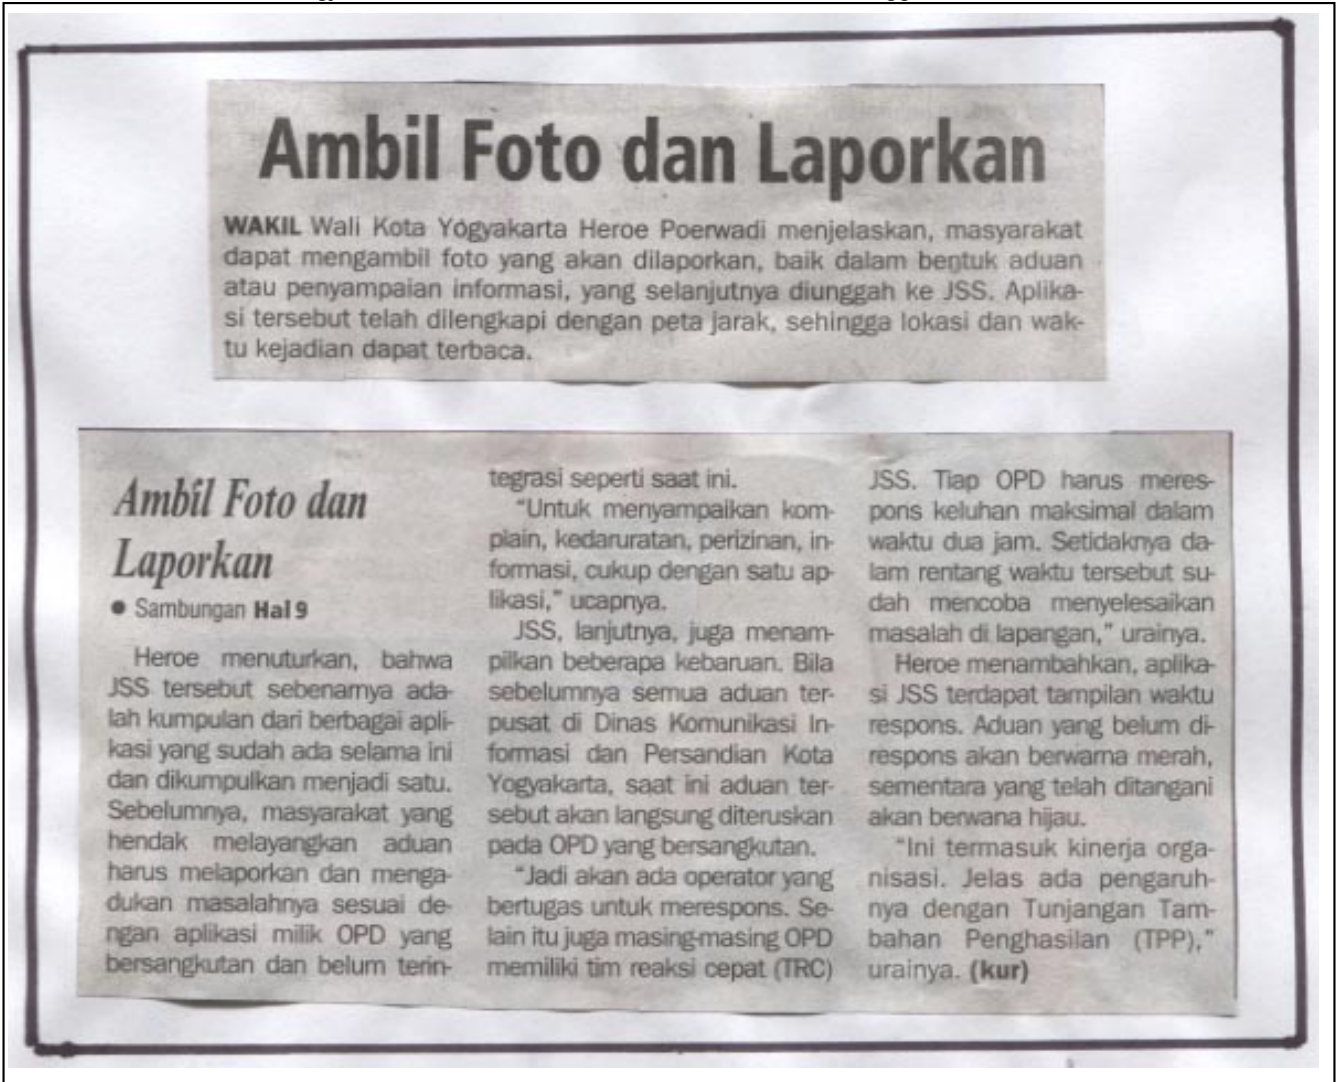 Ambil Foto dan Laporkan
WAKIL Wali Kota Yogyakarta Heroe Poerwadi menjelaskan, masyarakat
dapat mengambil foto yang akan dilaporkan, baik dalam bentuk aduan
atau penyampaian informasi, yang selanjutnya diunggah ke JSS. Aplika-
si tersebut telah dilengkapi dengan peta jarak, sehingga lokasi dan wak-
tu kejadian dapat terbaca.
Ambil Foto dan
Laporkan
● Sambungan Hal 9
Heroe menuturkan, bahwa
JSS tersebut sebenarnya ada-
lah kumpulan dari berbagai apli-
kasi yang sudah ada selama ini
dan dikumpulkan menjadi satu.
Sebelumnya, masyarakat yang
hendak melayangkan aduan
harus melaporkan dan menga-
dukan masalahnya sesuai de-
ngan aplikasi milik OPD yang
bersangkutan dan belum terin-
tegrasi seperti saat ini.
"Untuk menyampaikan kom-
plain, kedaruratan, perizinan, in-
formasi, cukup dengan satu ap-
likasi," ucapnya.
JSS, lanjutnya, juga menam-
pilkan beberapa kebaruan. Bila
sebelumnya semua aduan ter-
pusat di Dinas Komunikasi In-
formasi dan Persandian Kota
Yogyakarta, saat ini aduan ter-
sebut akan langsung diteruskan
pada OPD yang bersangkutan.
"Jadi akan ada operator yang
bertugas untuk merespons. Se-
lain itu juga masing-masing OPD
memiliki tim reaksi cepat (TRC)
JSS. Tiap OPD harus meres-
pons keluhan maksimal dalam
waktu dua jam. Setidaknya da-
lam rentang waktu tersebut su-
dah mencoba menyelesaikan
masalah di lapangan," urainya.
Heroe menambahkan, aplika-
si JSS terdapat tampilan waktu
respons. Aduan yang belum di-
respons akan berwarna merah,
sementara yang telah ditangani
akan berwana hijau.
"Ini termasuk kinerja orga-
nisasi. Jelas ada pengaruh-
nya dengan Tunjangan Tam-
bahan Penghasilan (TPP),"
urainya. (kur)